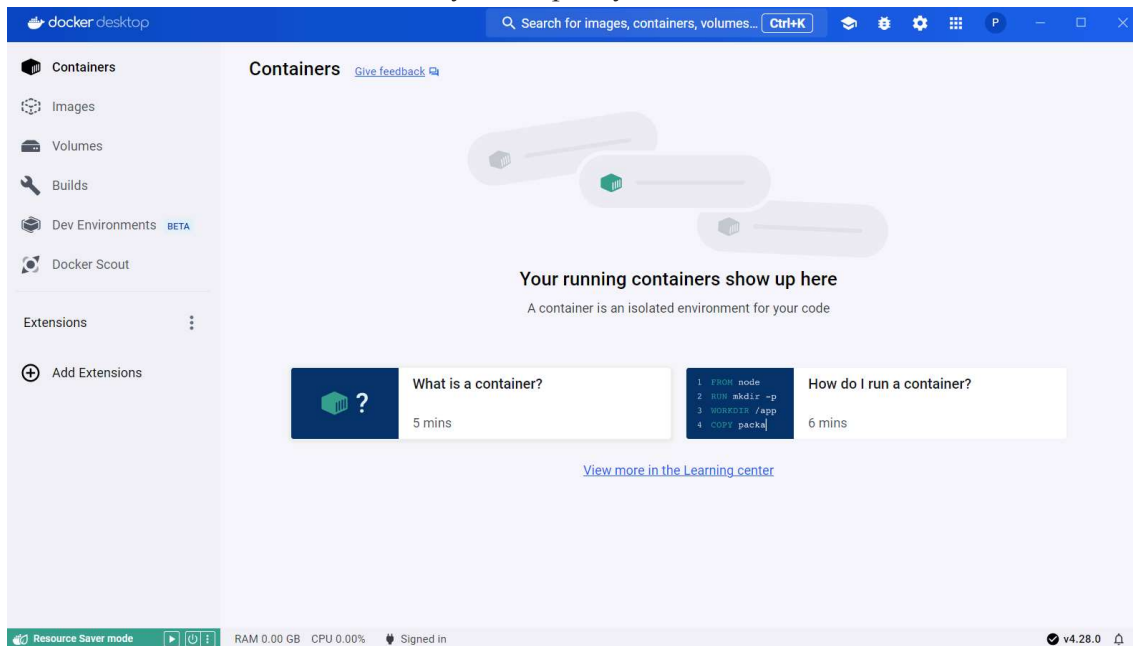 docker desktop
Search for images, containers, volumes... Ctrl+K
P
Containers
Images
Volumes
Builds
Dev Environments BETA
Docker Scout
Extensions
Add Extensions
Containers Give feedback
Your running containers show up here
A container is an isolated environment for your code
?
What is a container?
5 mins
1 FROM node
2 RUN mkdir -p
3 WORKDIR /app
4 COPY packa
How do I run a container?
6 mins
View more in the Learning center
Resource Saver mode
RAM 0.00 GB CPU 0.00% Signed in
v4.28.0